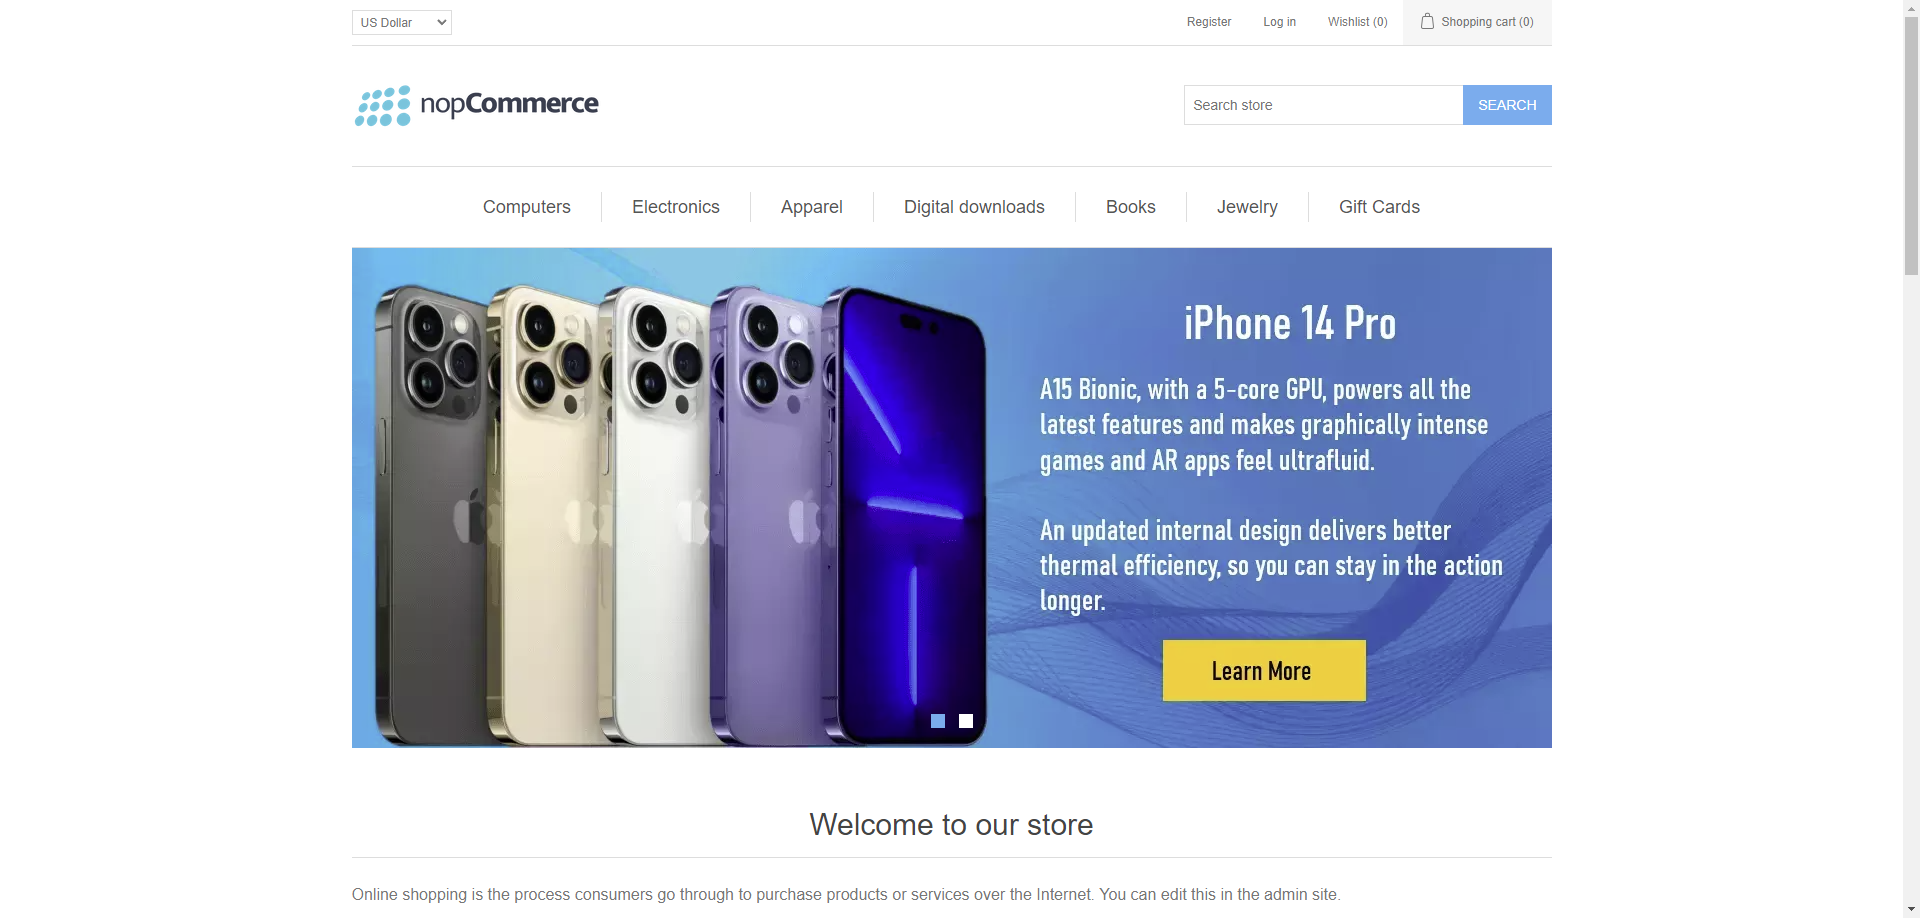 US Dollar
Register
Log in
Wishlist (0)
Shopping cart (0)
nopCommerce
Search store
SEARCH
Computers
Electronics
Apparel
Digital downloads
Books
Jewelry
Gift Cards
iPhone 14 Pro
A15 Bionic, with a 5-core GPU, powers all the
latest features and makes graphically intense
games and AR apps feel ultrafluid.
An updated internal design delivers better
thermal efficiency, so you can stay in the action
longer.
Learn More
Welcome to our store
Online shopping is the process consumers go through to purchase products or services over the Internet. You can edit this in the admin site.